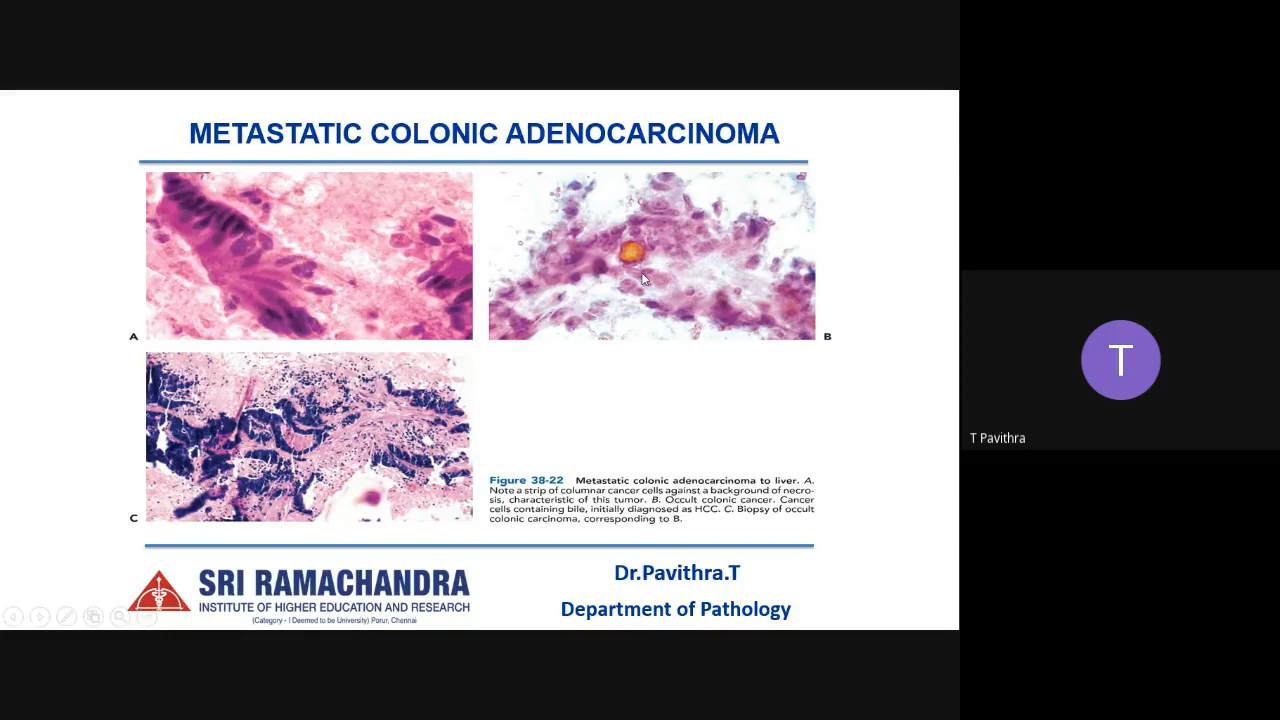 METASTATIC COLONIC ADENOCARCINOMA
A
B
C
Figure 38-22 Metastatic colonic adenocarcinoma to liver. A.
Note a strip of columnar cancer cells against a background of necro-
sis, characteristic of this tumor. B. Occult colonic cancer. Cancer
cells containing bile, initially diagnosed as HCC. C. Biopsy of occult
colonic carcinoma, corresponding to B.
SRI RAMACHANDRA
INSTITUTE OF HIGHER EDUCATION AND RESEARCH
(Category - I Deemed to be University) Porur, Chennai
Dr.Pavithra.T
Department of Pathology
T
T Pavithra